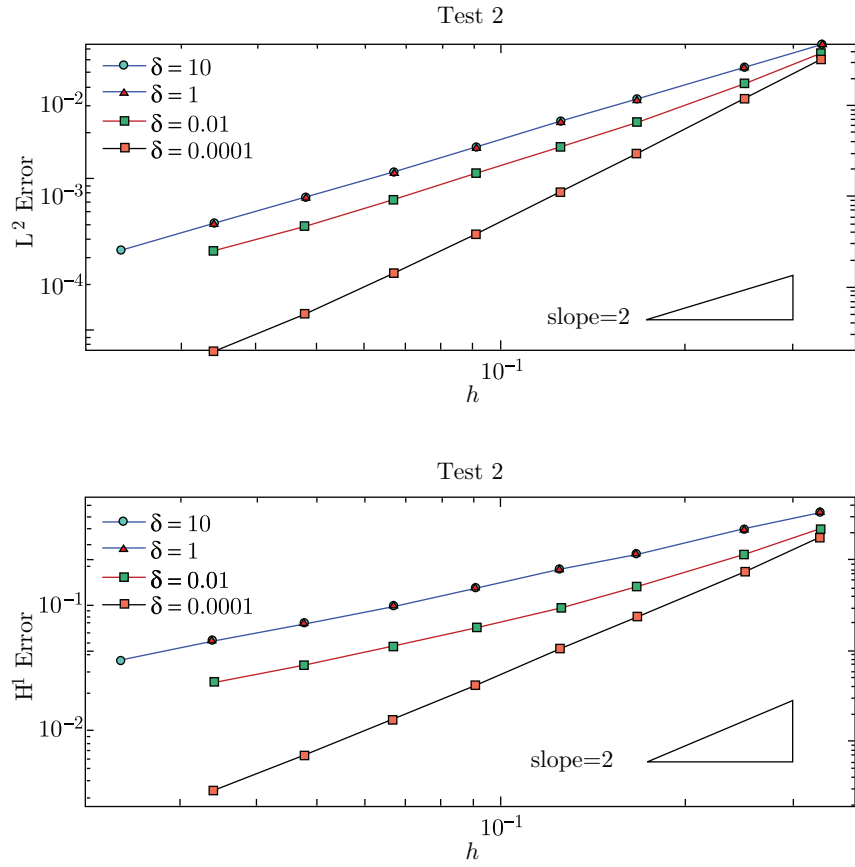 Test 2
δ = 10
δ = 1
δ = 0.01
δ = 0.0001
L² Error
10⁻²
10⁻³
10⁻⁴
slope=2
10⁻¹
h
Test 2
δ = 10
δ = 1
δ = 0.01
δ = 0.0001
H¹ Error
10⁻¹
10⁻²
slope=2
10⁻¹
h